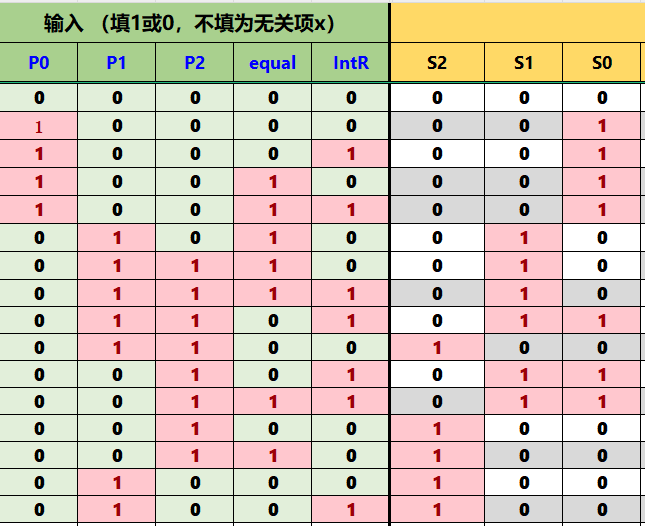 输入 （填1或0，不填为无关项x）
P0 P1 P2 equal IntR S2 S1 S0
0 0 0 0 0 0 0 0
1 0 0 0 0 0 0 1
1 0 0 0 1 0 0 1
1 0 0 1 0 0 0 1
1 0 0 1 1 0 0 1
0 1 0 1 0 0 1 0
0 1 1 1 0 0 1 0
0 1 1 1 1 0 1 0
0 1 1 0 1 0 1 1
0 1 1 0 0 1 0 0
0 0 1 0 1 0 1 1
0 0 1 1 1 0 1 1
0 0 1 0 0 1 0 0
0 0 1 1 0 1 0 0
0 1 0 0 0 1 0 0
0 1 0 0 1 1 0 0